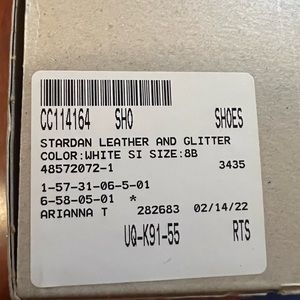 CC114164 SHO SHOES
STARDAN LEATHER AND GLITTER
COLOR:WHITE SI SIZE:8B
48572072-1 3435
1-57-31-06-5-01
6-58-05-01 *
ARIANNA T 282683 02/14/22
UQ-K91-55 RTS